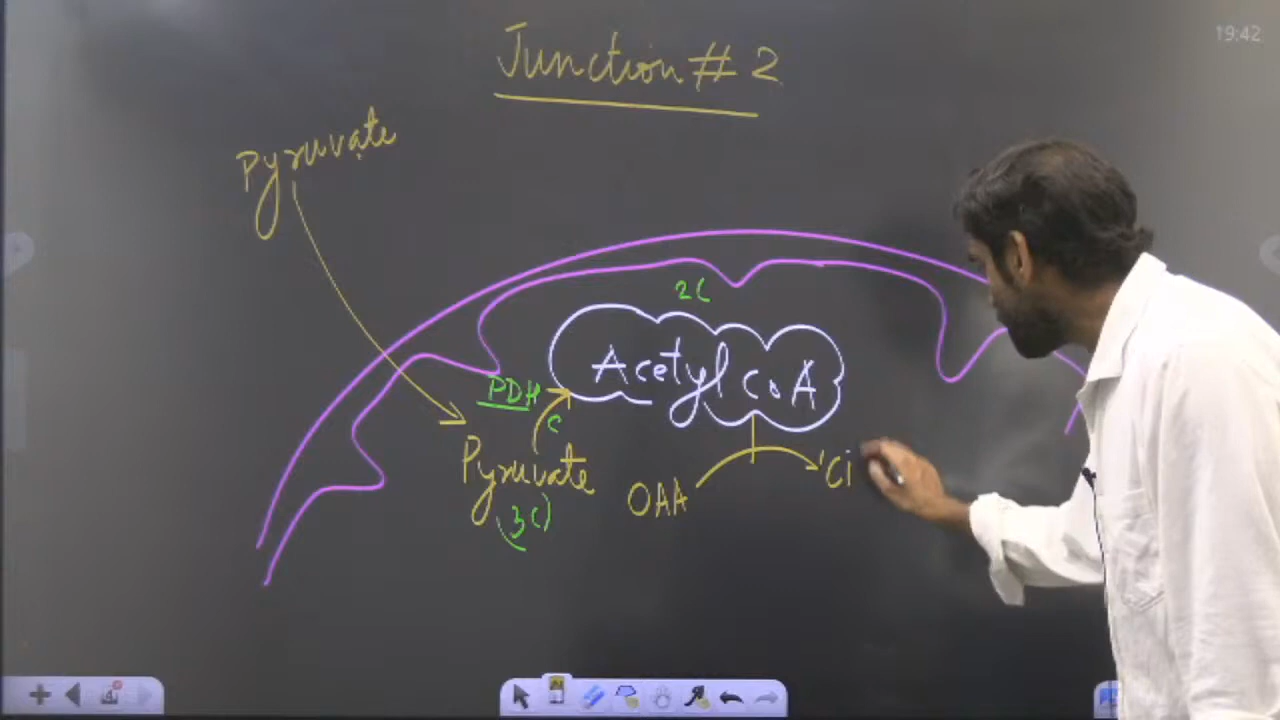 19:42
Junction # 2
Pyruvate
2C
Acetyl CoA
PDH
C
Pyruvate
(3C)
OAA
Ci